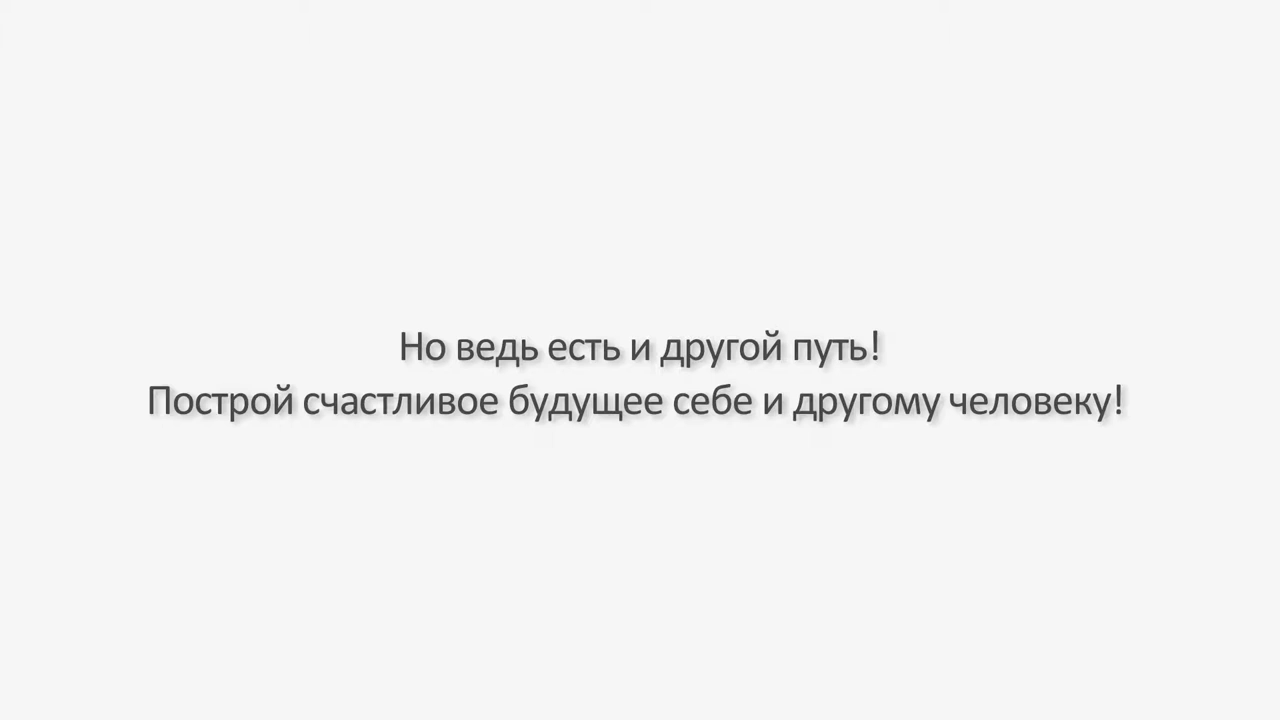 Но ведь есть и другой путь!
Построй счастливое будущее себе и другому человеку!